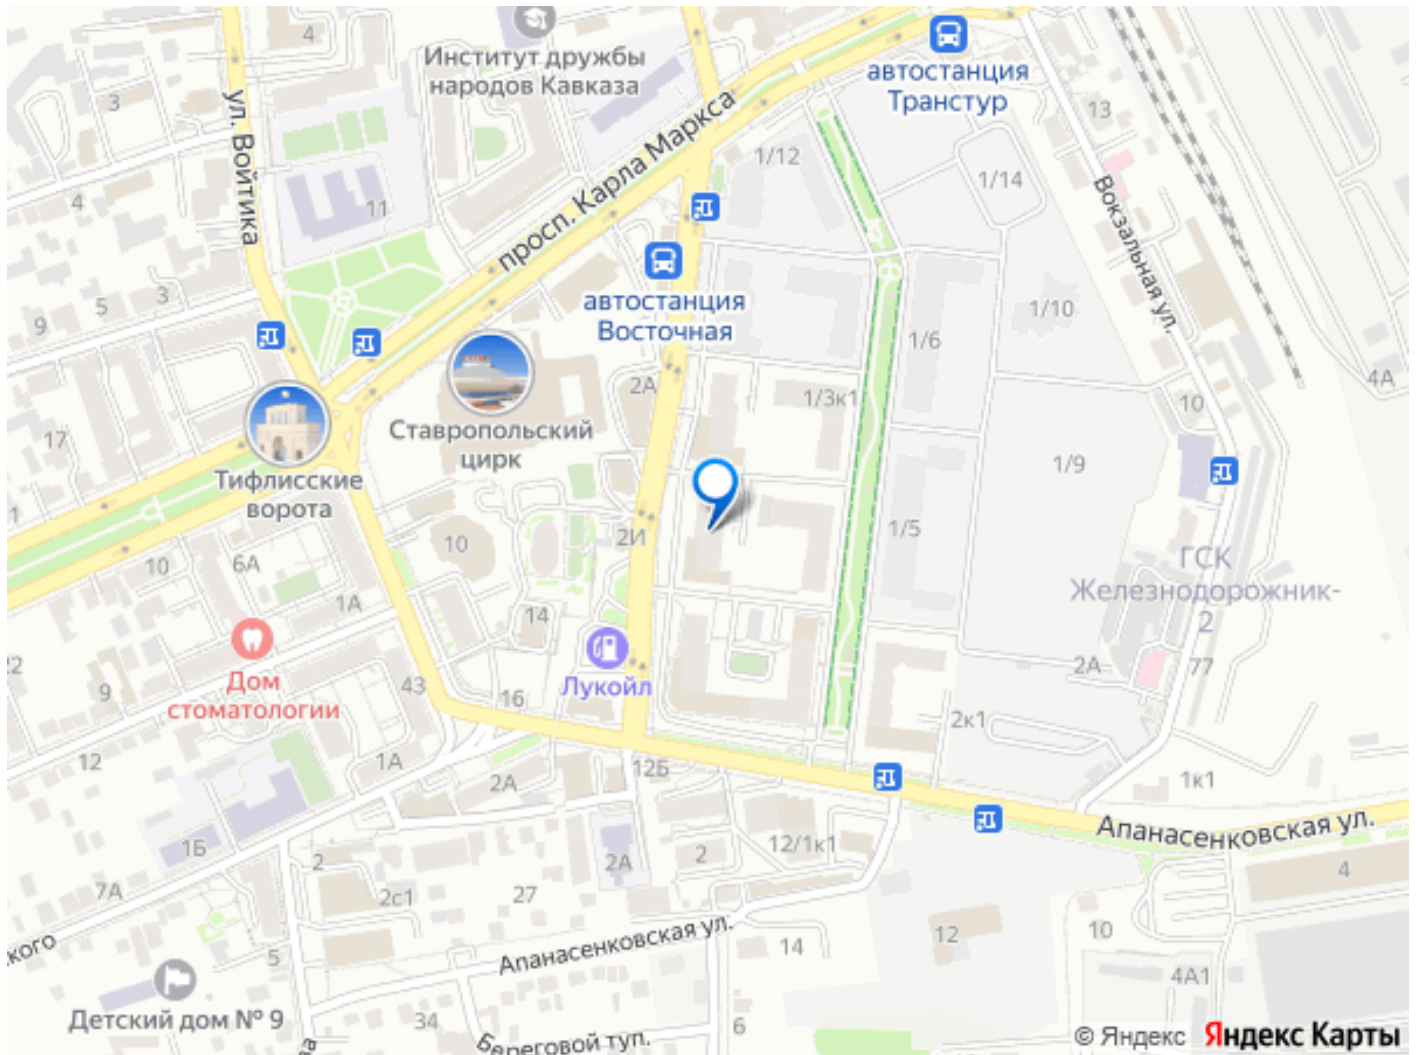 4
Институт дружбы
народов Кавказа
автостанция
Транстур
3
ул. Войтика
просп. Карла Маркса
13
1/12
1/14
4
11
Вокзальная ул.
5
3
9
автостанция
Восточная
1/10
1/6
4А
2А
1/3к1
10
17
Ставропольский
цирк
Тифлисские
ворота
1/9
1
2И
1/5
10
6А
10
ГСК
Железнодорожник-
2
1А
14
22
9
Дом
стоматологии
43
16
Лукойл
2А
77
2к1
12
1А
2А
12Б
1к1
Апанасенковская ул.
1Б
2
2А
2
12/1к1
4
7А
2с1
27
кого
5
Апанасенковская ул.
14
12
10
4А1
Детский дом № 9
34
6
ва
Береговой туп.
© Яндекс Яндекс Карты